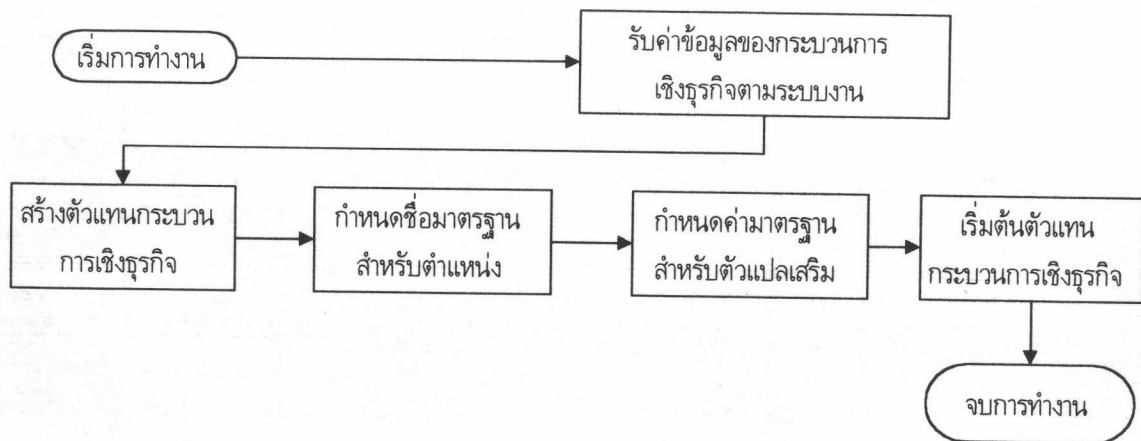 เริ่มการทำงาน
รับค่าข้อมูลของกระบวนการ
เชิงธุรกิจตามระบบงาน
สร้างตัวแทนกระบวน
การเชิงธุรกิจ
กำหนดชื่อมาตรฐาน
สำหรับตำแหน่ง
กำหนดค่ามาตรฐาน
สำหรับตัวแปลเสริม
เริ่มต้นตัวแทน
กระบวนการเชิงธุรกิจ
จบการทำงาน